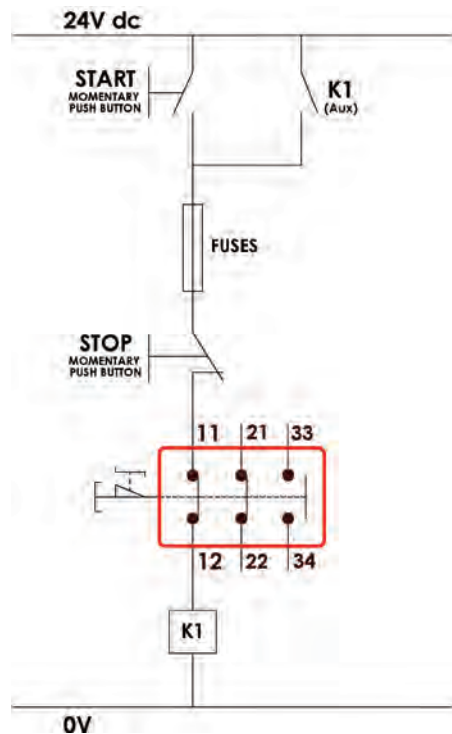 24V dc
START
MOMENTARY
PUSH BUTTON
K1
(Aux)
FUSES
STOP
MOMENTARY
PUSH BUTTON
11 21 33
12 22 34
K1
0V